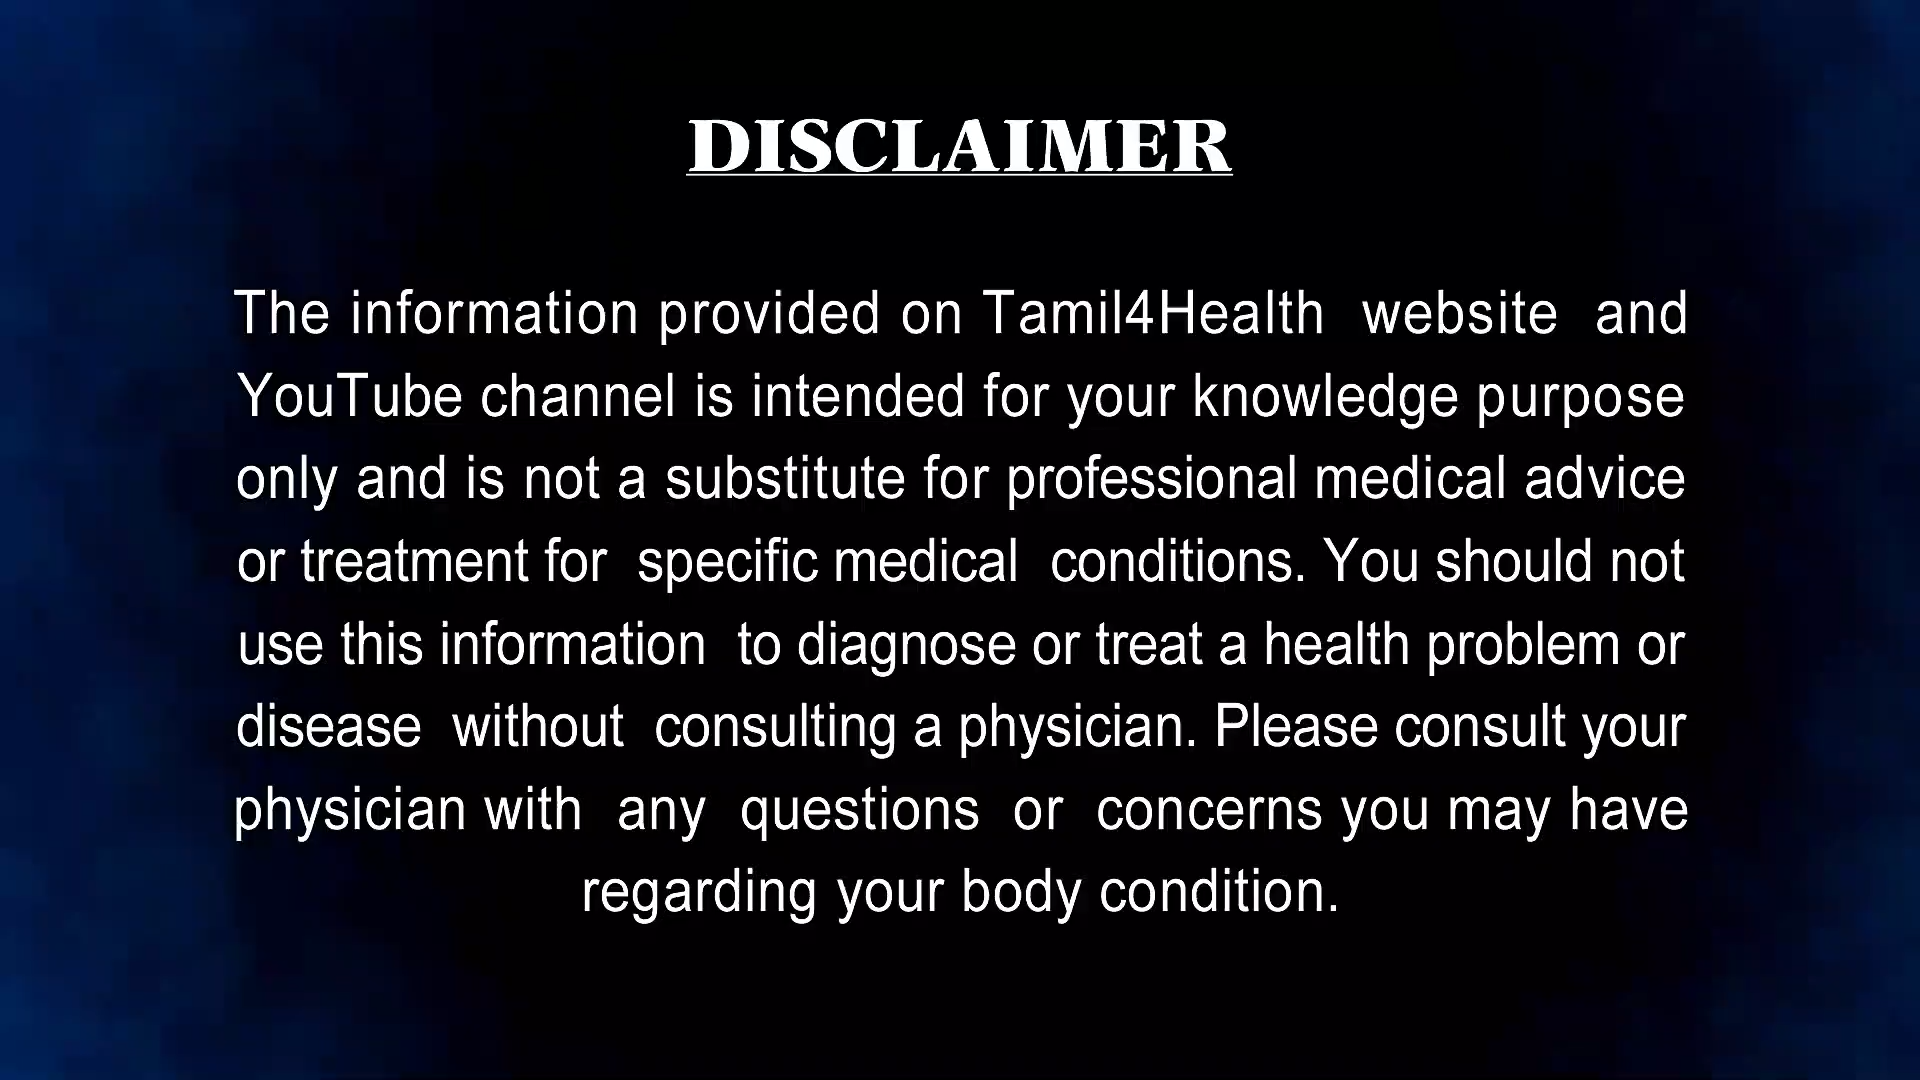 DISCLAIMER
The information provided on Tamil4Health website and
YouTube channel is intended for your knowledge purpose
only and is not a substitute for professional medical advice
or treatment for specific medical conditions. You should not
use this information to diagnose or treat a health problem or
disease without consulting a physician. Please consult your
physician with any questions or concerns you may have
regarding your body condition.